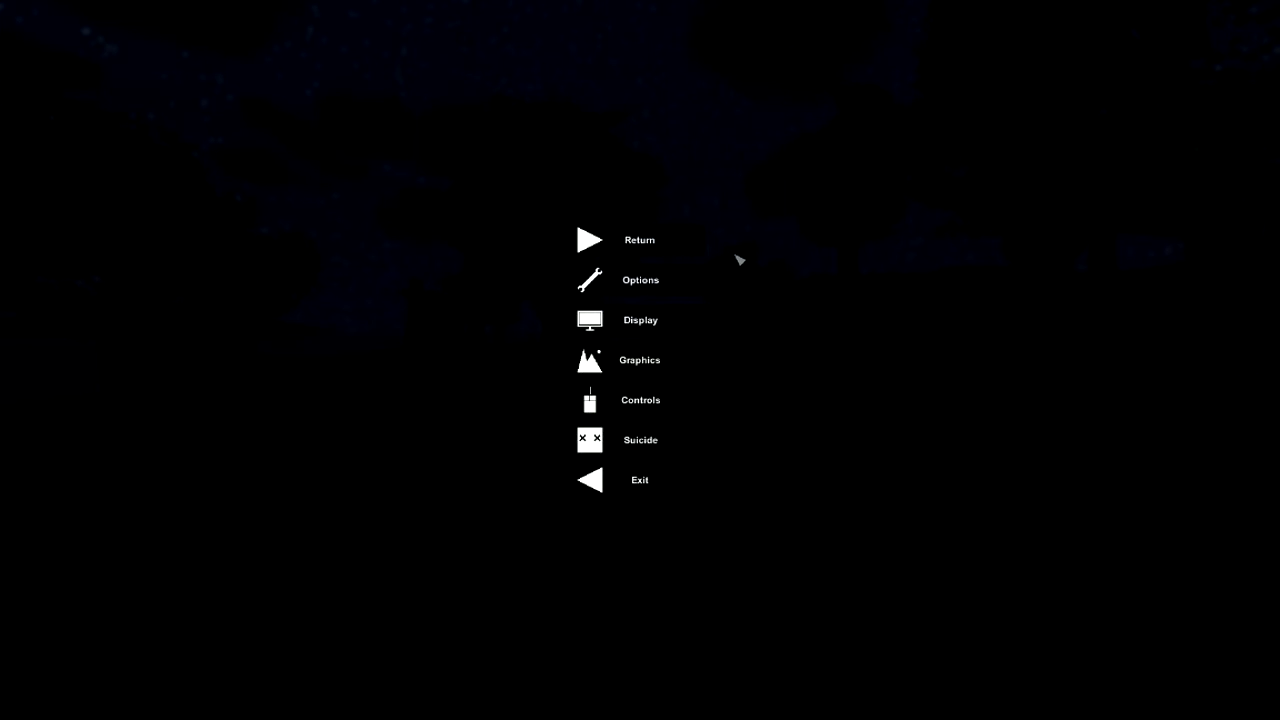 Return
Options
Display
Graphics
Controls
Suicide
Exit